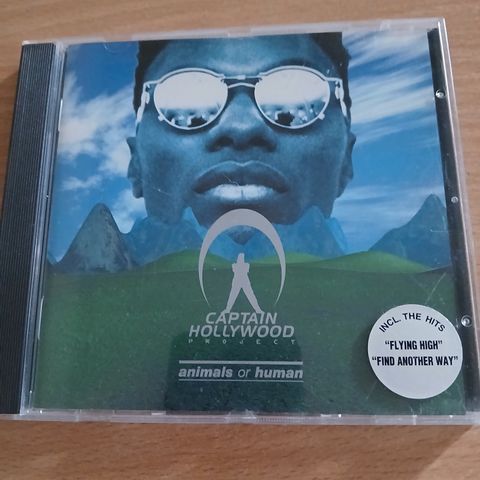 CAPTAIN
HOLLYWOOD
PROJECT
animals or human
INCL. THE HITS
"FLYING HIGH"
"FIND ANOTHER WAY"